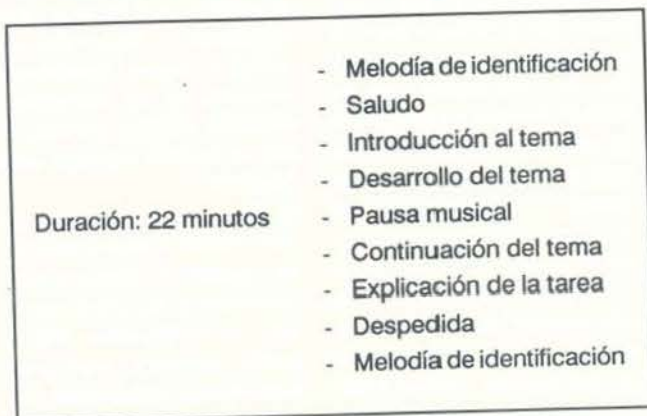 - Melodía de identificación
- Saludo
- Introducción al tema
- Desarrollo del tema
Duración: 22 minutos
- Pausa musical
- Continuación del tema
- Explicación de la tarea
- Despedida
- Melodía de identificación